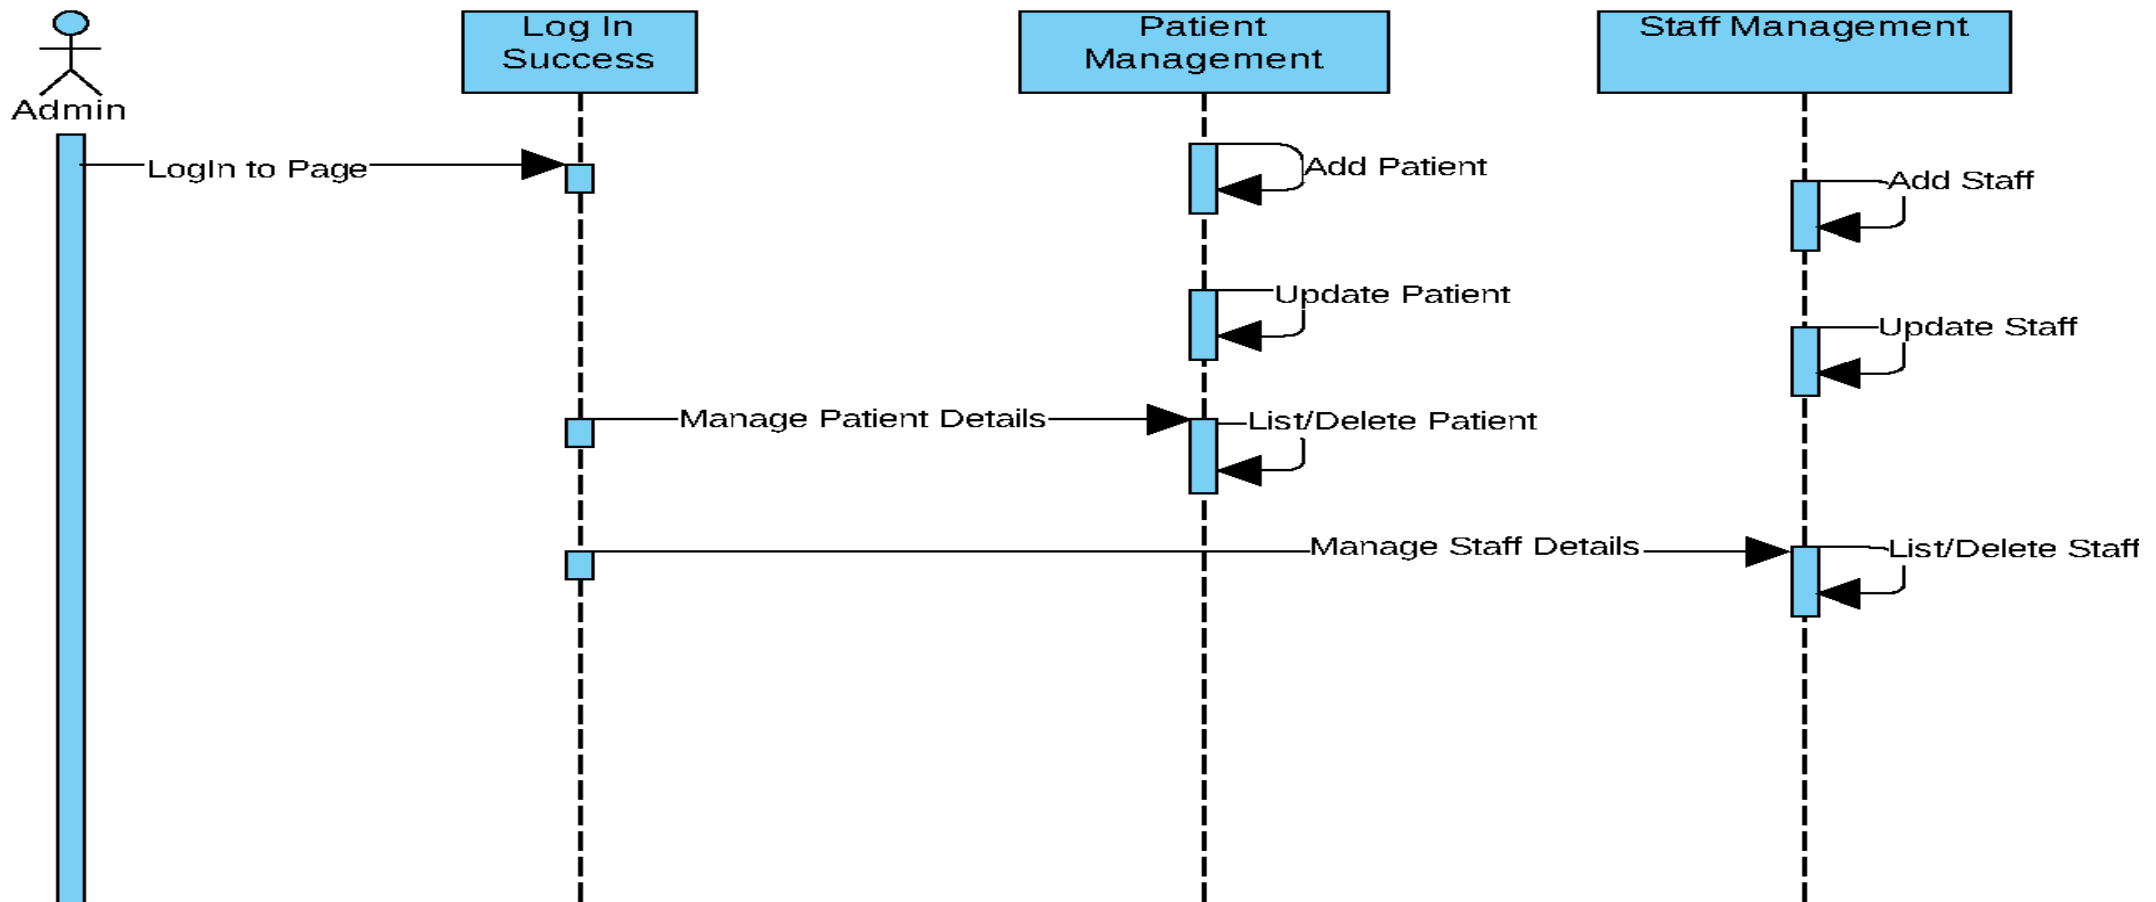 Admin
Log In
Success
Patient
Management
Staff Management
LogIn to Page
Add Patient
Add Staff
Update Patient
Update Staff
Manage Patient Details
List/Delete Patient
Manage Staff Details
List/Delete Staff